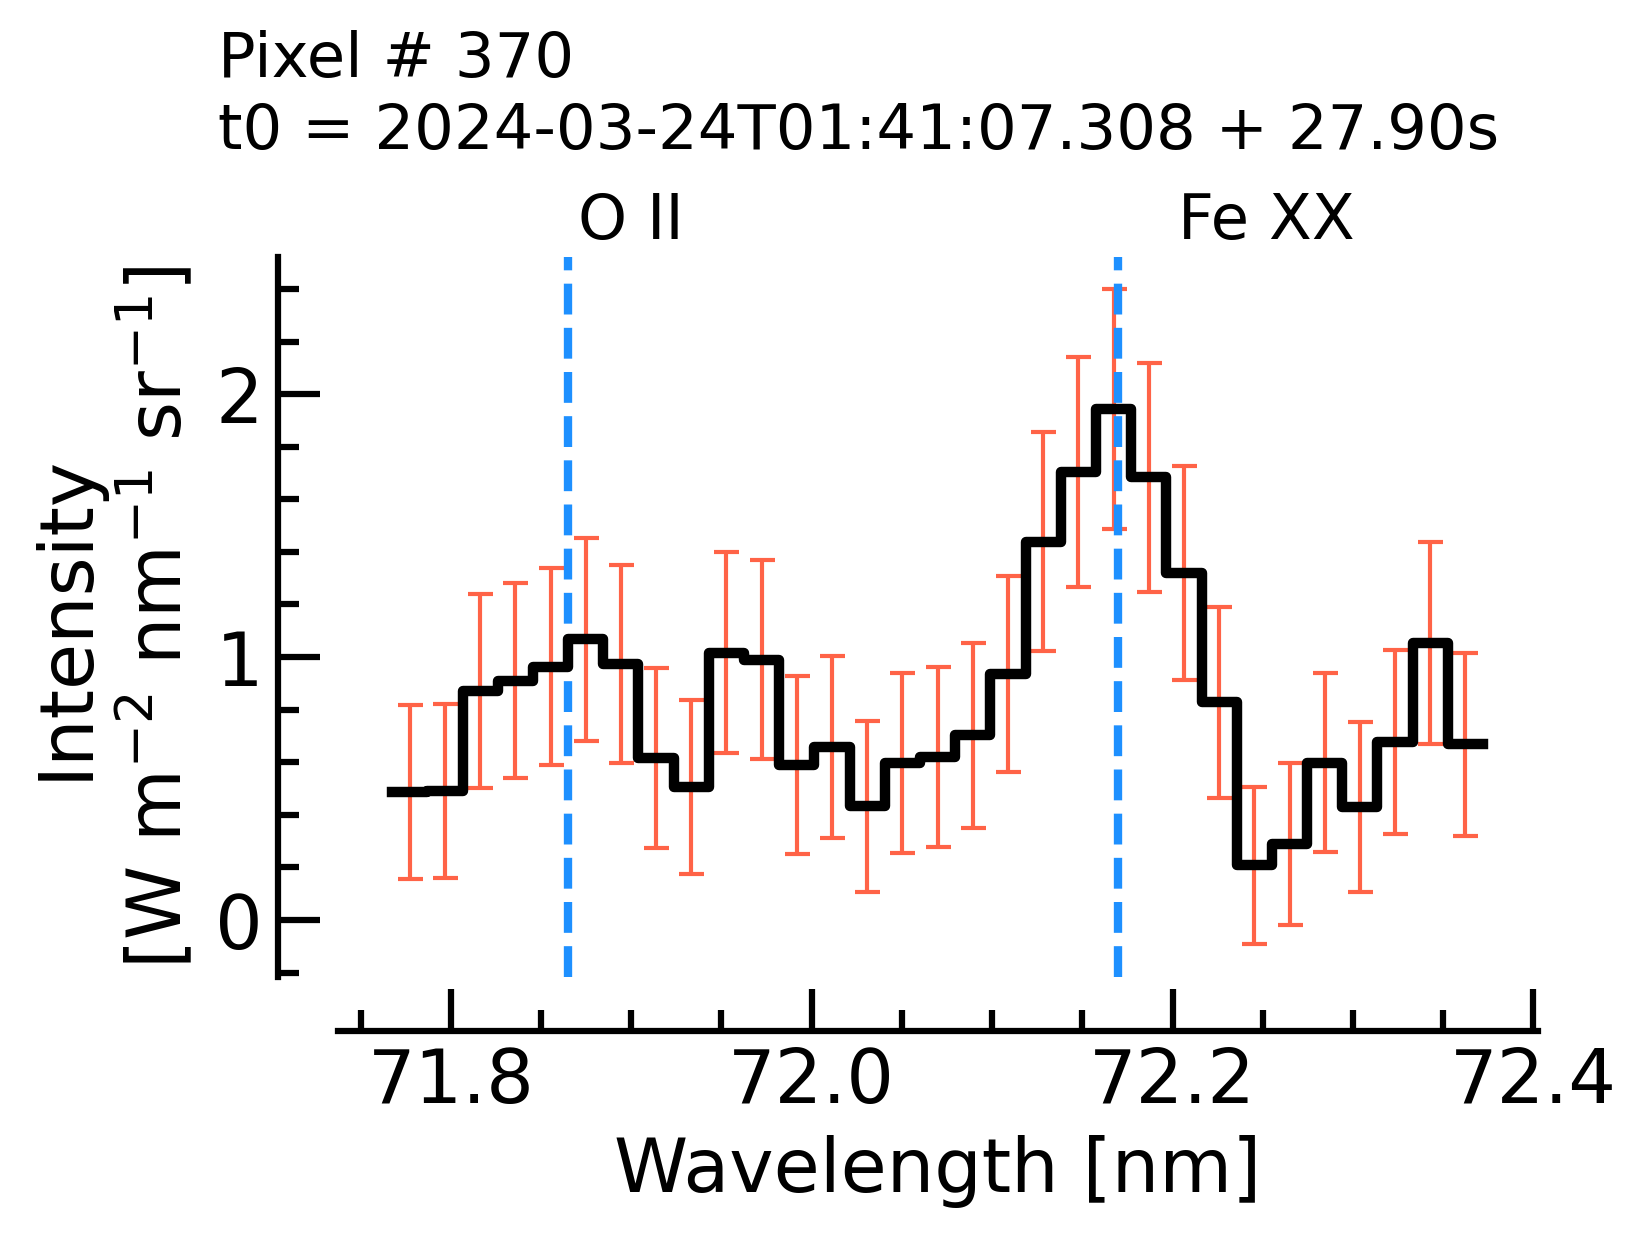 Pixel # 370
t0 = 2024-03-24T01:41:07.308 + 27.90s
O II Fe XX
Intensity
[W m⁻² nm⁻¹ sr⁻¹]
2
1
0
71.8 72.0 72.2 72.4
Wavelength [nm]